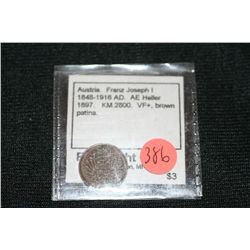 Austria. Franz Joseph I
1848-1916 AD. AE Heller
1897. KM 2800. VF+, brown
patina.
386
$3